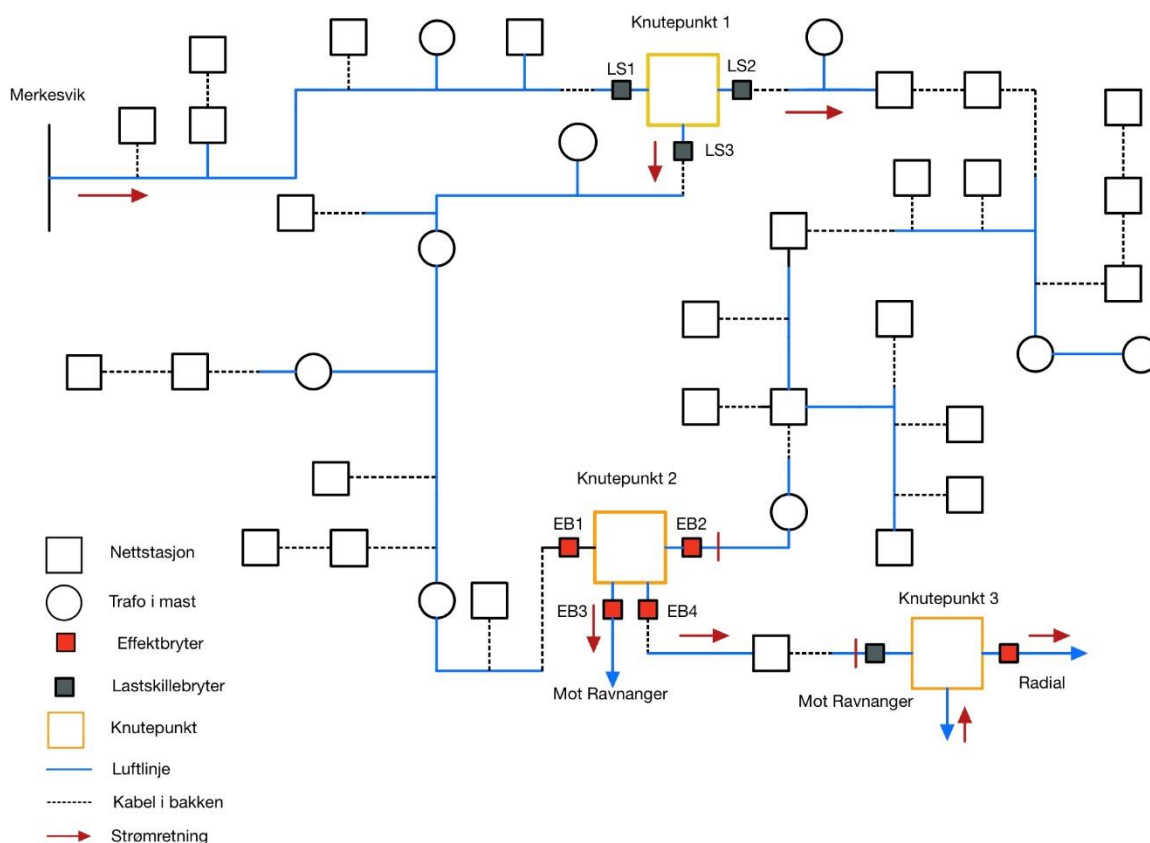 Knutepunkt 1
LS1
LS2
Merkesvik
LS3
Knutepunkt 2
EB1
EB2
Nettstasjon
Trafo i mast
EB3
EB4
Knutepunkt 3
Effektbryter
Lastskillebryter
Mot Ravnanger
Mot Ravnanger
Radial
Knutepunkt
Luftlinje
Kabel i bakken
Strømretning